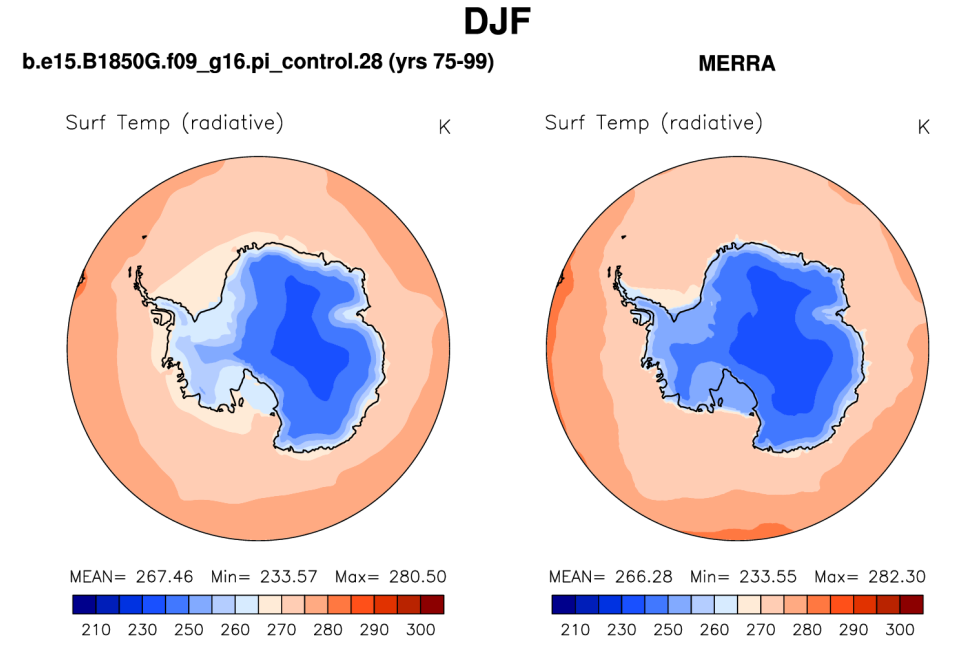 DJF
b.e15.B1850G.f09_g16.pi_control.28 (yrs 75-99)
MERRA
Surf Temp (radiative) K
Surf Temp (radiative) K
MEAN= 267.46 Min= 233.57 Max= 280.50
MEAN= 266.28 Min= 233.55 Max= 282.30
210 230 250 260 270 280 290 300
210 230 250 260 270 280 290 300